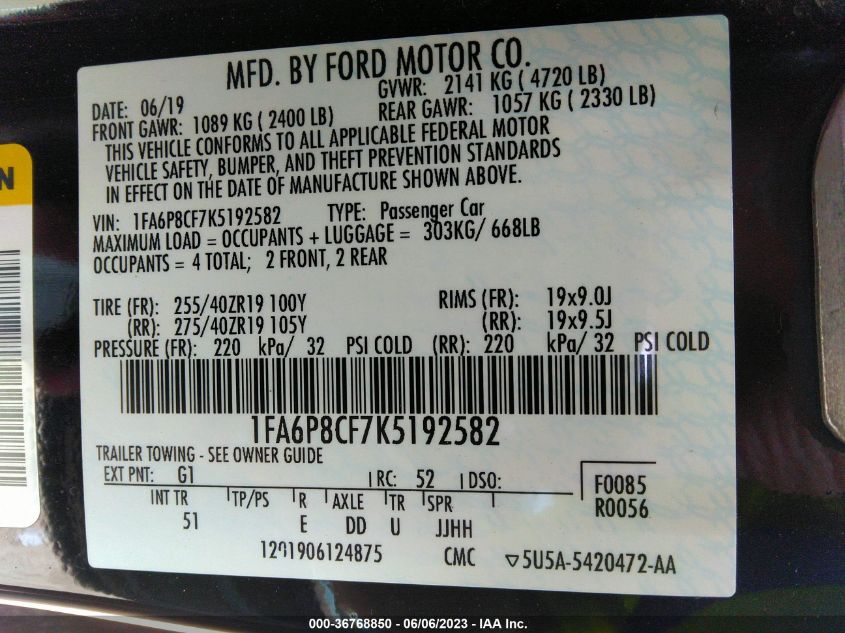 MFD. BY FORD MOTOR CO.
DATE: 06/19 GVWR: 2141 KG ( 4720 LB)
FRONT GAWR: 1089 KG ( 2400 LB) REAR GAWR: 1057 KG ( 2330 LB)
THIS VEHICLE CONFORMS TO ALL APPLICABLE FEDERAL MOTOR
VEHICLE SAFETY, BUMPER, AND THEFT PREVENTION STANDARDS
IN EFFECT ON THE DATE OF MANUFACTURE SHOWN ABOVE.
VIN: 1FA6P8CF7K5192582 TYPE: Passenger Car
MAXIMUM LOAD = OCCUPANTS + LUGGAGE = 303KG/ 668LB
OCCUPANTS = 4 TOTAL; 2 FRONT, 2 REAR
TIRE (FR): 255/40ZR19 100Y RIMS (FR): 19x9.0J
(RR): 275/40ZR19 105Y (RR): 19x9.5J
PRESSURE (FR): 220 kPa/ 32 PSI COLD (RR): 220 kPa/ 32 PSI COLD
1FA6P8CF7K5192582
TRAILER TOWING - SEE OWNER GUIDE
EXT PNT: G1 RC: 52 DSO: F0085
INT TR TP/PS R AXLE TR SPR R0056
51 E DD U JJHH
1201906124875 CMC ▽5U5A-5420472-AA
N
000-36768850 - 06/06/2023 - IAA Inc.